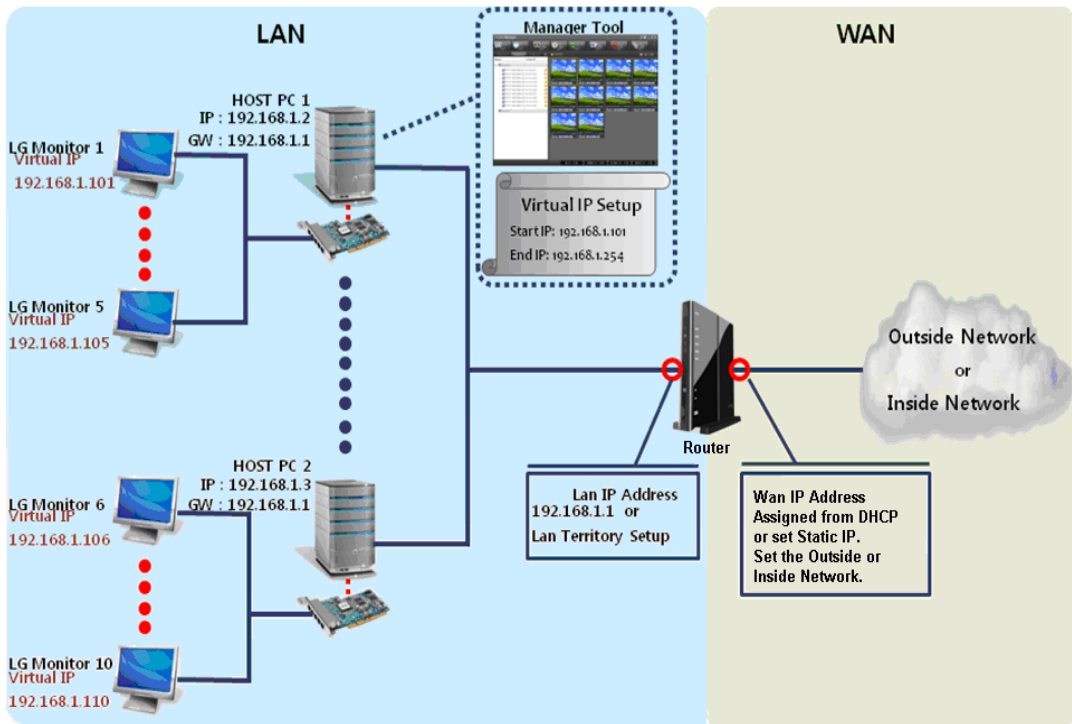 LAN
WAN
Manager Tool
HOST PC 1
IP : 192.168.1.2
GW : 192.168.1.1
LG Monitor 1
Virtual IP
192.168.1.101
Virtual IP Setup
Start IP: 192.168.1.101
End IP: 192.168.1.254
LG Monitor 5
Virtual IP
192.168.1.105
Outside Network
or
Inside Network
Router
HOST PC 2
IP : 192.168.1.3
GW : 192.168.1.1
LG Monitor 6
Virtual IP
192.168.1.106
Lan IP Address
192.168.1.1 or
Lan Territory Setup
Wan IP Address
Assigned from DHCP
or set Static IP.
Set the Outside or
Inside Network.
LG Monitor 10
Virtual IP
192.168.1.110